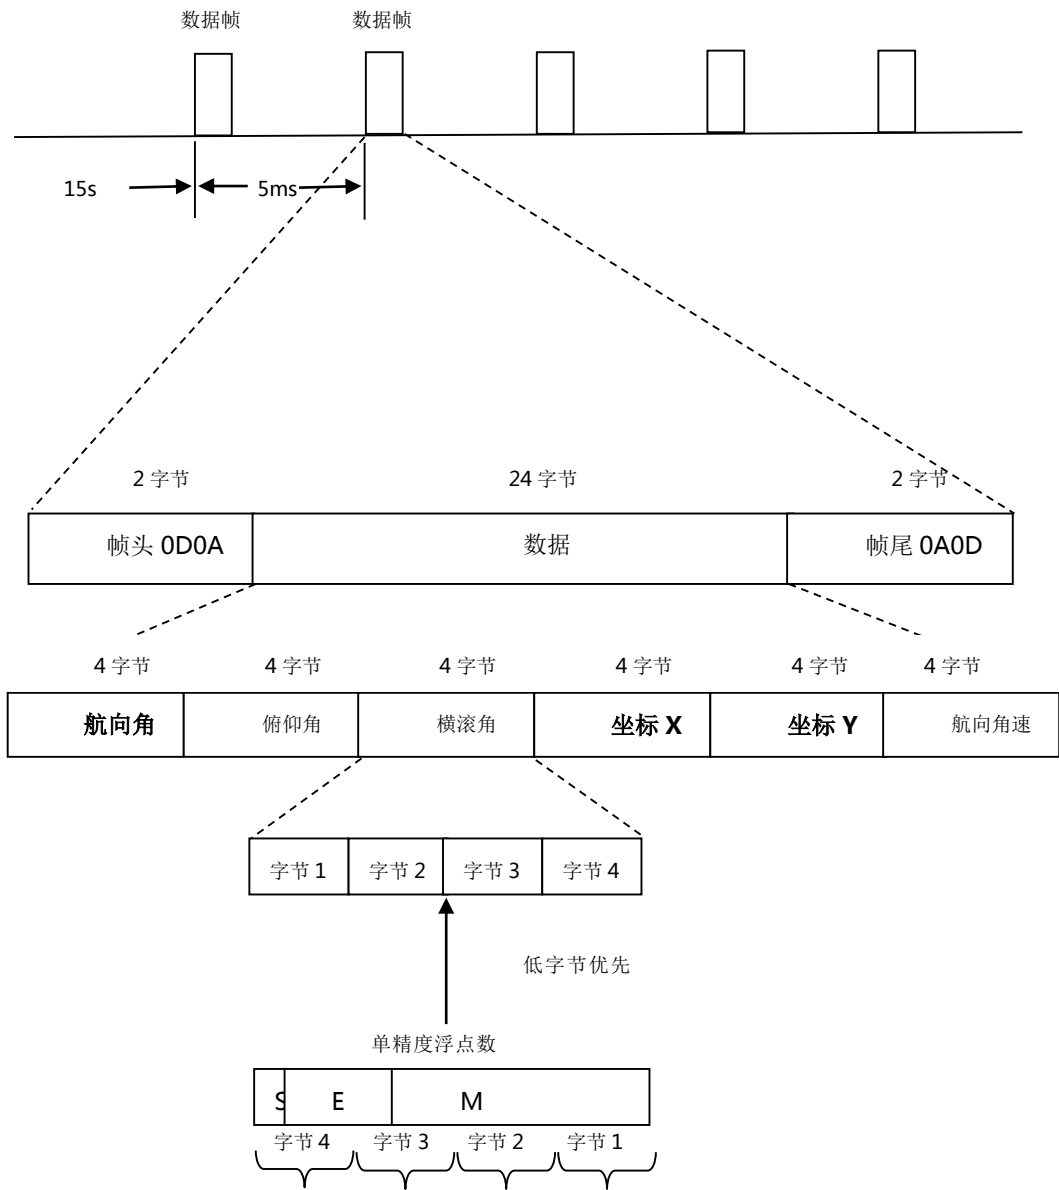 数据帧 数据帧
15s 5ms
2 字节 24 字节 2 字节
帧头 0D0A 数据 帧尾 0A0D
4 字节 4 字节 4 字节 4 字节 4 字节 4 字节
航向角 俯仰角 横滚角 坐标 X 坐标 Y 航向角速
字节 1 字节 2 字节 3 字节 4
低字节优先
单精度浮点数
S E M
字节 4 字节 3 字节 2 字节 1